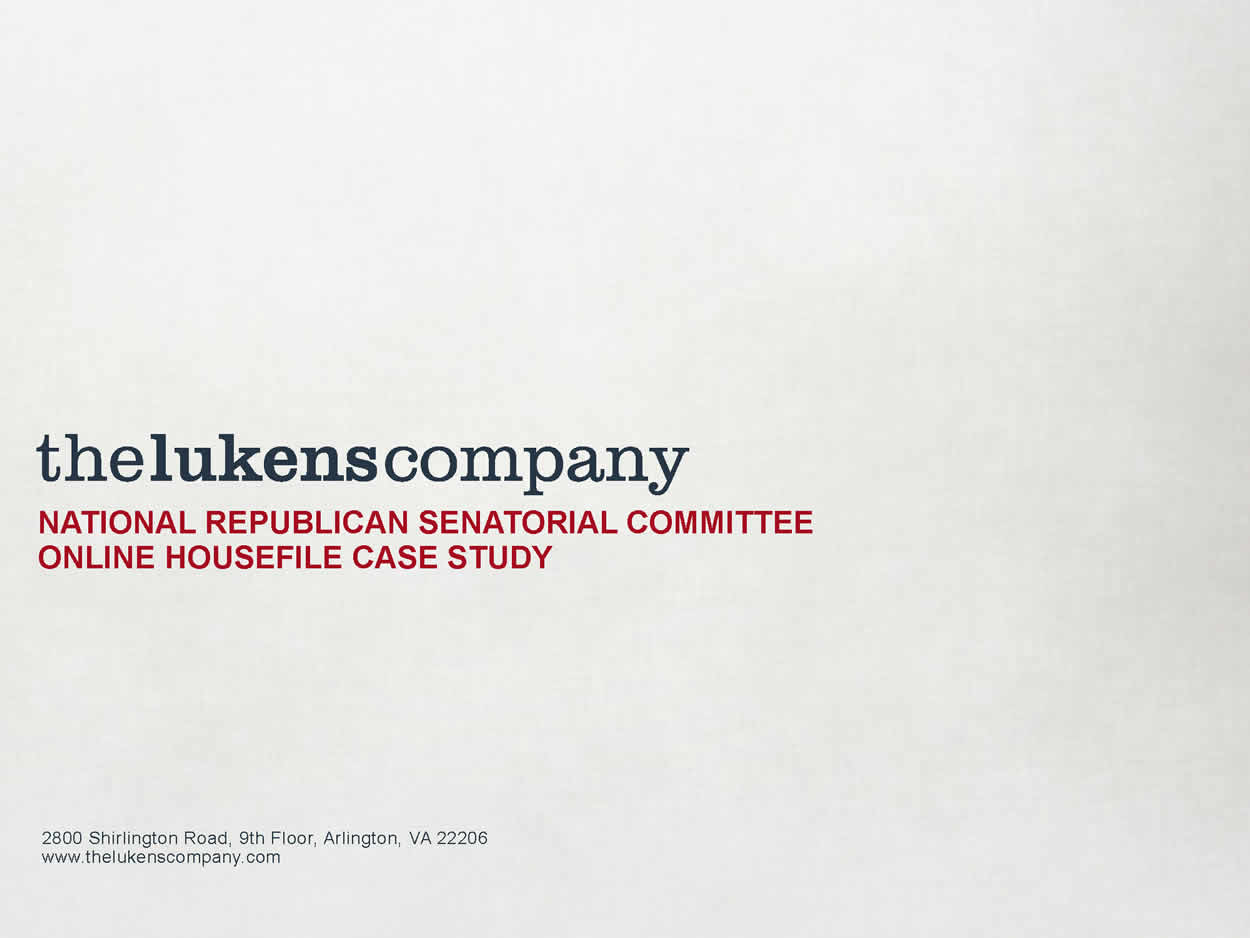 thelukenscompany
NATIONAL REPUBLICAN SENATORIAL COMMITTEE
ONLINE HOUSEFILE CASE STUDY
2800 Shirlington Road, 9th Floor, Arlington, VA 22206
www.thelukenscompany.com